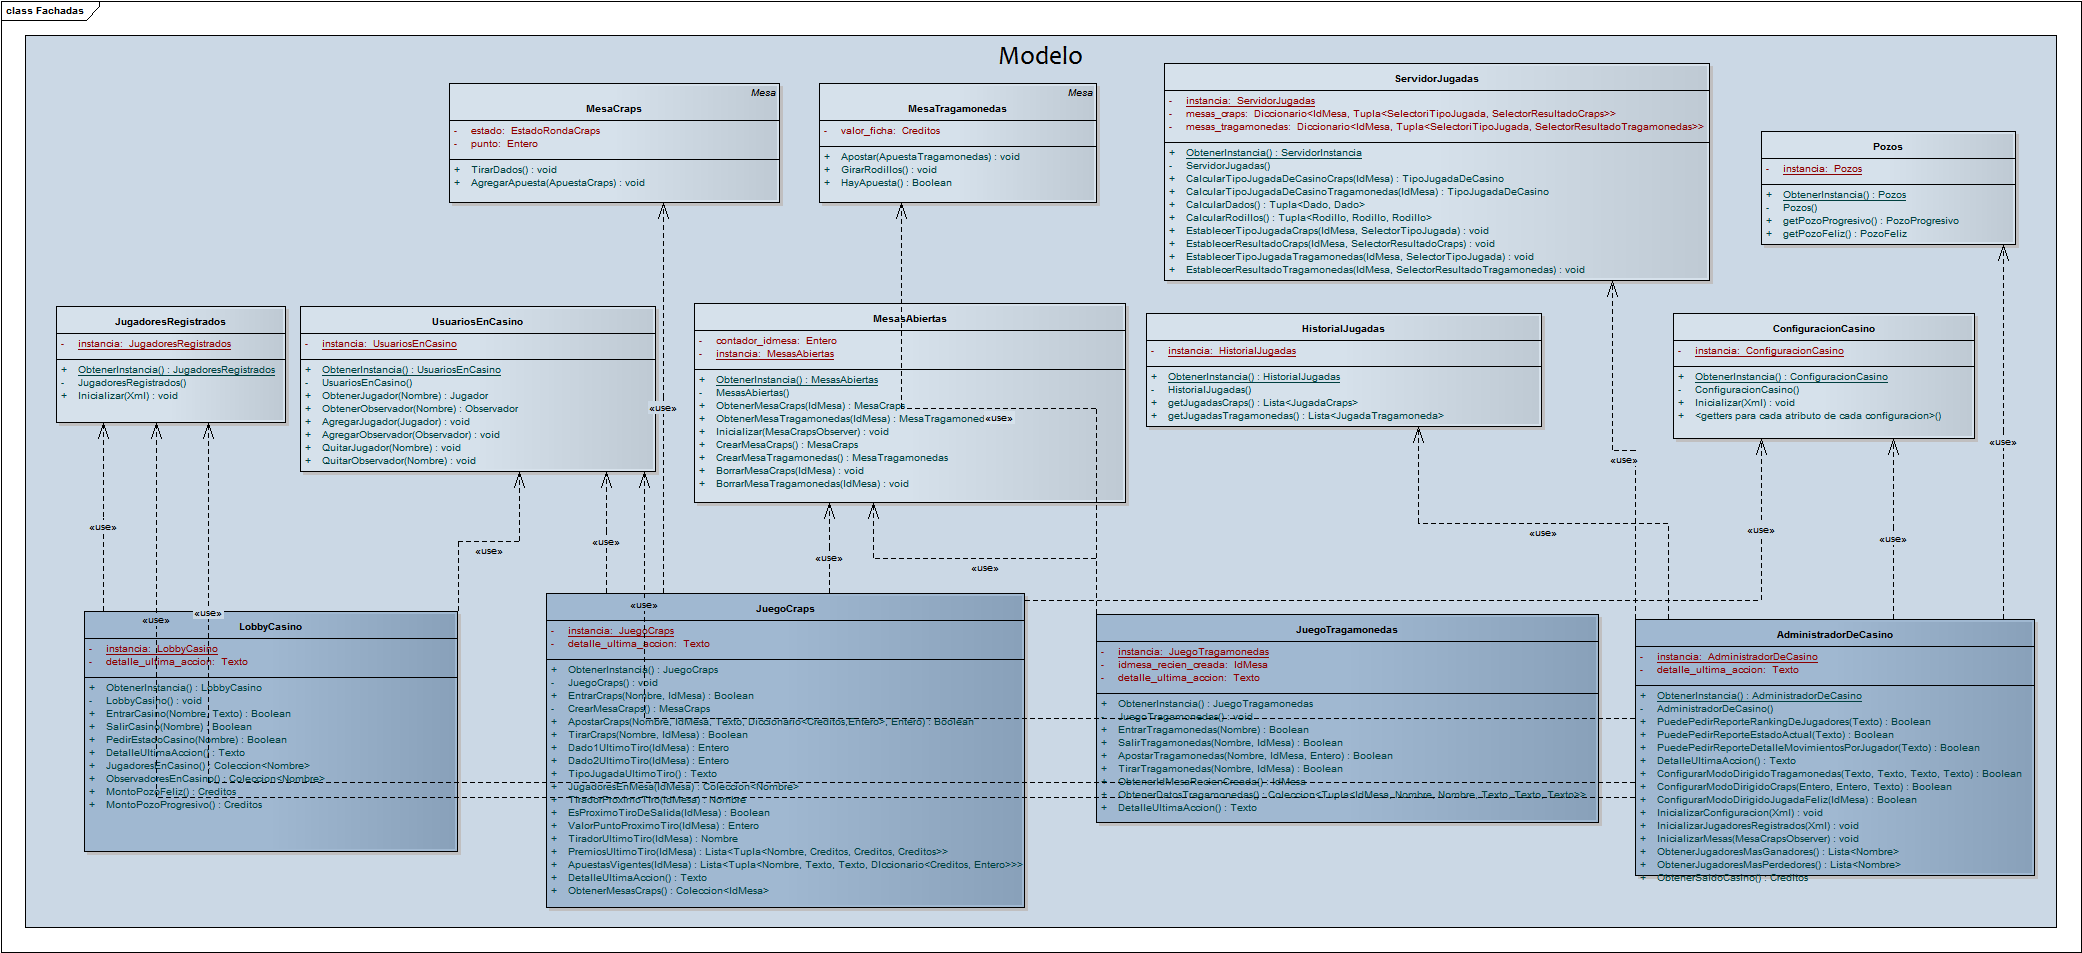 class Fachadas
Modelo
Mesa
MesaCraps
- estado: EstadoRondaCraps
- punto: Entero
+ TirarDados() : void
+ AgregarApuesta(ApuestaCraps) : void
Mesa
MesaTragamonedas
- valor_ficha: Creditos
+ Apostar(ApuestaTragamonedas) : void
+ GirarRodillos() : void
+ HayApuesta() : Boolean
ServidorJugadas
- instancia: ServidorJugadas
- mesas_craps: Diccionario<IdMesa, Tupla<SelectoriTipoJugada, SelectorResultadoCraps>>
- mesas_tragamonedas: Diccionario<IdMesa, Tupla<SelectoriTipoJugada, SelectorResultadoTragamonedas>>
+ ObtenerInstancia() : ServidorInstancia
- ServidorJugadas()
+ CalcularTipoJugadaDeCasinoCraps(IdMesa) : TipoJugadaDeCasino
+ CalcularTipoJugadaDeCasinoTragamonedas(IdMesa) : TipoJugadaDeCasino
+ CalcularDados() : Tupla<Dado, Dado>
+ CalcularRodillos() : Tupla<Rodillo, Rodillo, Rodillo>
+ EstablecerTipoJugadaCraps(IdMesa, SelectorTipoJugada) : void
+ EstablecerResultadoCraps(IdMesa, SelectorResultadoCraps) : void
+ EstablecerTipoJugadaTragamonedas(IdMesa, SelectorTipoJugada) : void
+ EstablecerResultadoTragamonedas(IdMesa, SelectorResultadoTragamonedas) : void
Pozos
- instancia: Pozos
+ ObtenerInstancia() : Pozos
- Pozos()
+ getPozoProgresivo() : PozoProgresivo
+ getPozoFeliz() : PozoFeliz
JugadoresRegistrados
- instancia: JugadoresRegistrados
+ ObtenerInstancia() : JugadoresRegistrados
- JugadoresRegistrados()
+ Inicializar(Xml) : void
UsuariosEnCasino
- instancia: UsuariosEnCasino
+ ObtenerInstancia() : UsuariosEnCasino
- UsuariosEnCasino()
+ ObtenerJugador(Nombre) : Jugador
+ ObtenerObservador(Nombre) : Observador
+ AgregarJugador(Jugador) : void
+ AgregarObservador(Observador) : void
+ QuitarJugador(Nombre) : void
+ QuitarObservador(Nombre) : void
«use»
MesasAbiertas
- contador_idmesa: Entero
- instancia: MesasAbiertas
+ ObtenerInstancia() : MesasAbiertas
- MesasAbiertas()
+ ObtenerMesaCraps(IdMesa) : MesaCraps
+ ObtenerMesaTragamonedas(IdMesa) : MesaTragamoned
«use»
+ Inicializar(MesaCrapsObserver) : void
+ CrearMesaCraps() : MesaCraps
+ CrearMesaTragamonedas() : MesaTragamonedas
+ BorrarMesaCraps(IdMesa) : void
+ BorrarMesaTragamonedas(IdMesa) : void
HistorialJugadas
- instancia: HistorialJugadas
+ ObtenerInstancia() : HistorialJugadas
- HistorialJugadas()
+ getJugadasCraps() : Lista<JugadaCraps>
+ getJugadasTragamonedas() : Lista<JugadaTragamoneda>
ConfiguracionCasino
- instancia: ConfiguracionCasino
+ ObtenerInstancia() : ConfiguracionCasino
- ConfiguracionCasino()
+ Inicializar(Xml) : void
+ <getters para cada atributo de cada configuracion>()
«use»
«use»
«use»
«use»
«use»
«use»
«use»
«use»
«use»
«use»
«use»
«use»
«use»
LobbyCasino
- instancia: LobbyCasino
- detalle_ultima_accion: Texto
+ ObtenerInstancia() : LobbyCasino
- LobbyCasino() : void
+ EntrarCasino(Nombre, Texto) : Boolean
+ SalirCasino(Nombre) : Boolean
+ PedirEstadoCasino(Nombre) : Boolean
+ DetalleUltimaAccion() : Texto
+ JugadoresEnCasino() : Coleccion<Nombre>
+ ObservadoresEnCasino() : Coleccion<Nombre>
+ MontoPozoFeliz() : Creditos
+ MontoPozoProgresivo() : Creditos
«use»
JuegoCraps
- instancia: JuegoCraps
- detalle_ultima_accion: Texto
+ ObtenerInstancia() : JuegoCraps
- JuegoCraps() : void
+ EntrarCraps(Nombre, IdMesa) : Boolean
- CrearMesaCraps() : MesaCraps
+ ApostarCraps(Nombre, IdMesa, Texto, Diccionario<Creditos,Entero>, Entero) : Boolean
+ TirarCraps(Nombre, IdMesa) : Boolean
+ Dado1UltimoTiro(IdMesa) : Entero
+ Dado2UltimoTiro(IdMesa) : Entero
+ TipoJugadaUltimoTiro() : Texto
+ JugadoresEnMesa(IdMesa) : Coleccion<Nombre>
+ TiradorProximoTiro(IdMesa) : Nombre
+ EsProximoTiroDeSalida(IdMesa) : Boolean
+ ValorPuntoProximoTiro(IdMesa) : Entero
+ TiradorUltimoTiro(IdMesa) : Nombre
+ PremiosUltimoTiro(IdMesa) : Lista<Tupla<Nombre, Creditos, Creditos, Creditos>>
+ ApuestasVigentes(IdMesa) : Lista<Tupla<Nombre, Texto, Texto, DIccionario<Creditos, Entero>>>
+ DetalleUltimaAccion() : Texto
+ ObtenerMesasCraps() : Coleccion<IdMesa>
JuegoTragamonedas
- instancia: JuegoTragamonedas
- idmesa_recien_creada: IdMesa
- detalle_ultima_accion: Texto
+ ObtenerInstancia() : JuegoTragamonedas
- JuegoTragamonedas() : void
+ EntrarTragamonedas(Nombre) : Boolean
+ SalirTragamonedas(Nombre, IdMesa) : Boolean
+ ApostarTragamonedas(Nombre, IdMesa, Entero) : Boolean
+ TirarTragamonedas(Nombre, IdMesa) : Boolean
+ ObtenerIdMesaRecienCreada() : IdMesa
+ ObtenerDatosTragamonedas() : Coleccion<Tupla<IdMesa, Nombre, Nombre, Texto, Texto, Texto>>
+ DetalleUltimaAccion() : Texto
AdministradorDeCasino
- instancia: AdministradorDeCasino
- detalle_ultima_accion: Texto
+ ObtenerInstancia() : AdministradorDeCasino
- AdministradorDeCasino()
+ PuedePedirReporteRankingDeJugadores(Texto) : Boolean
+ PuedePedirReporteEstadoActual(Texto) : Boolean
+ PuedePedirReporteDetalleMovimientosPorJugador(Texto) : Boolean
+ DetalleUltimaAccion() : Texto
+ ConfigurarModoDirigidoTragamonedas(Texto, Texto, Texto, Texto) : Boolean
+ ConfigurarModoDirigidoCraps(Entero, Entero, Texto) : Boolean
+ ConfigurarModoDirigidoJugadaFeliz(IdMesa) : Boolean
+ InicializarConfiguracion(Xml) : void
+ InicializarJugadoresRegistrados(Xml) : void
+ InicializarMesas(MesaCrapsObserver) : void
+ ObtenerJugadoresMasGanadores() : Lista<Nombre>
+ ObtenerJugadoresMasPerdedores() : Lista<Nombre>
+ ObtenerSaldoCasino() : Creditos